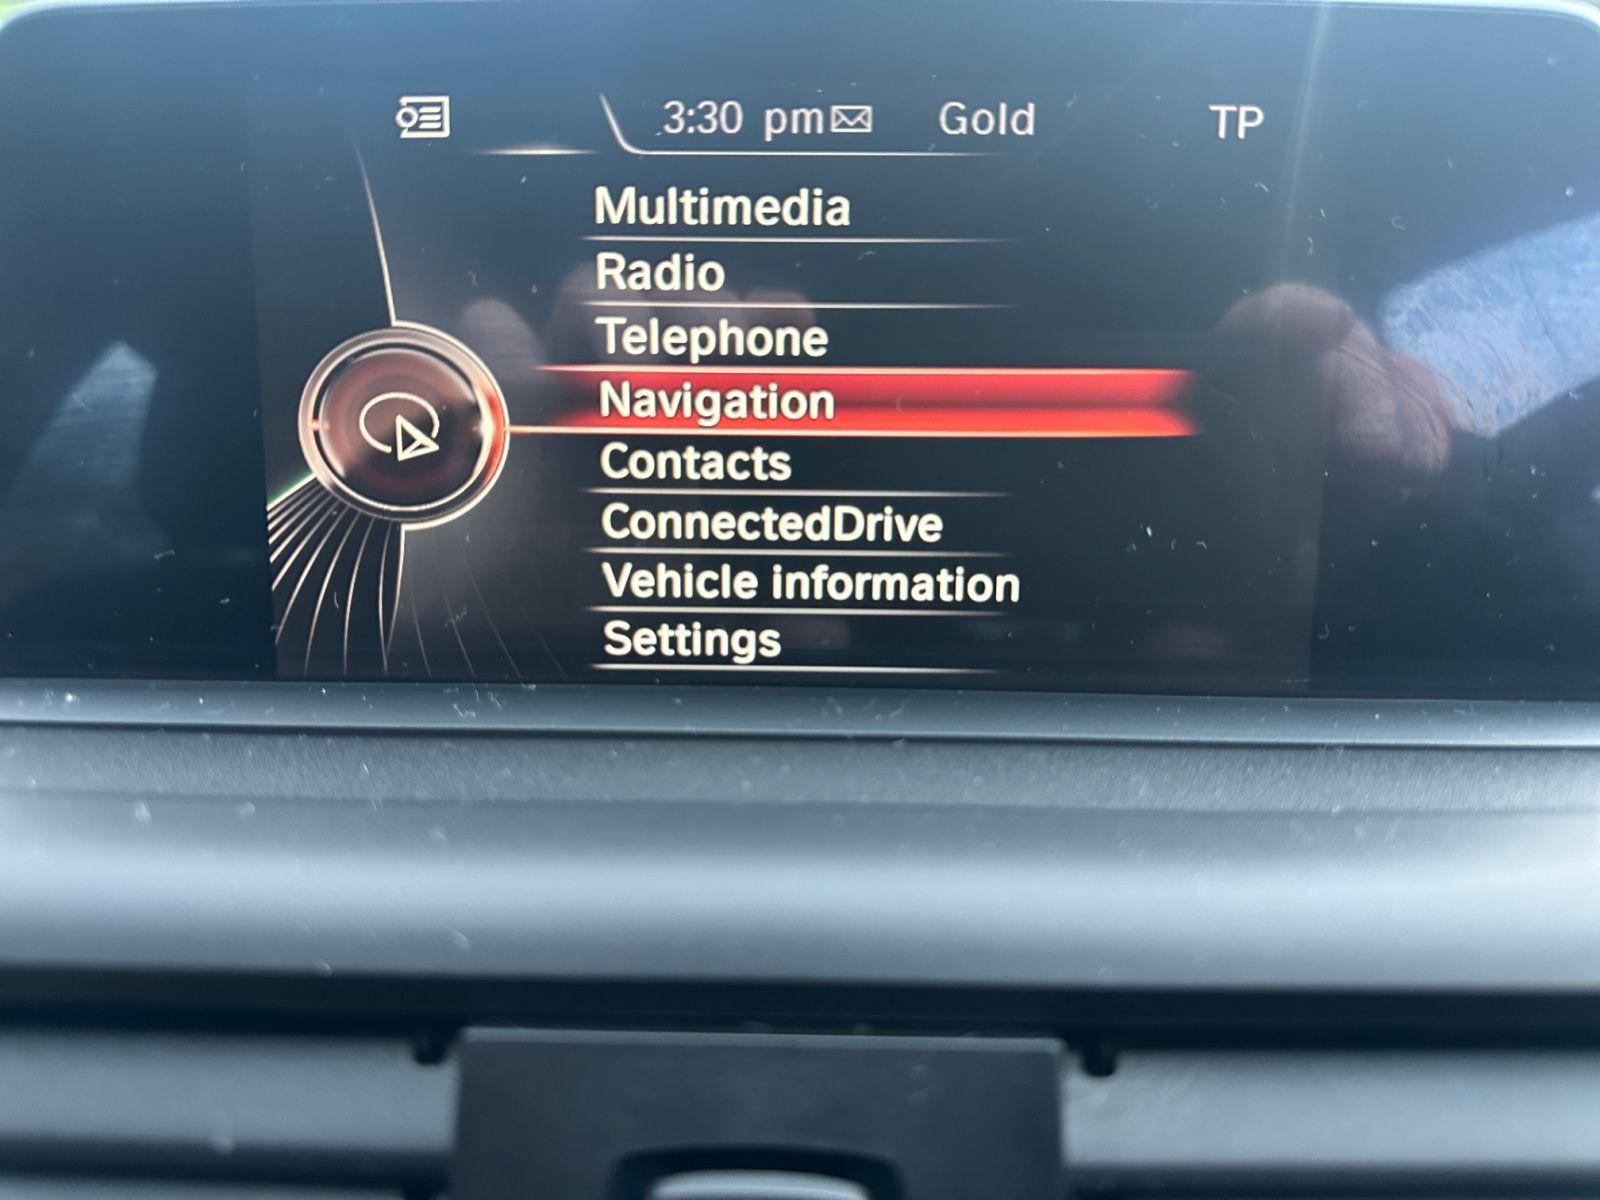 3:30 pm Gold TP
Multimedia
Radio
Telephone
Navigation
Contacts
ConnectedDrive
Vehicle information
Settings